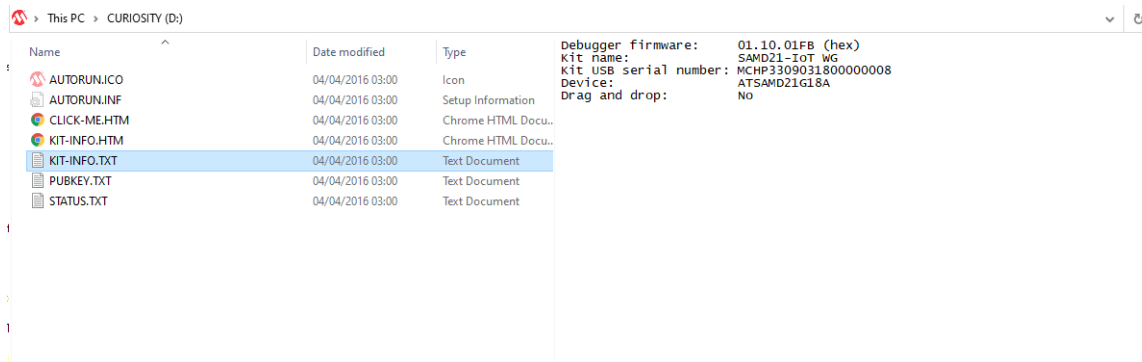 This PC > CURIOSITY (D:)
Name Date modified Type
AUTORUN.ICO 04/04/2016 03:00 Icon
AUTORUN.INF 04/04/2016 03:00 Setup Information
CLICK-ME.HTM 04/04/2016 03:00 Chrome HTML Docu...
KIT-INFO.HTM 04/04/2016 03:00 Chrome HTML Docu...
KIT-INFO.TXT 04/04/2016 03:00 Text Document
PUBKEY.TXT 04/04/2016 03:00 Text Document
STATUS.TXT 04/04/2016 03:00 Text Document
Debugger firmware: 01.10.01FB (hex)
Kit name: SAMD21-IoT WG
Kit USB serial number: MCHP3309031800000008
Device: ATSAMD21G18A
Drag and drop: No